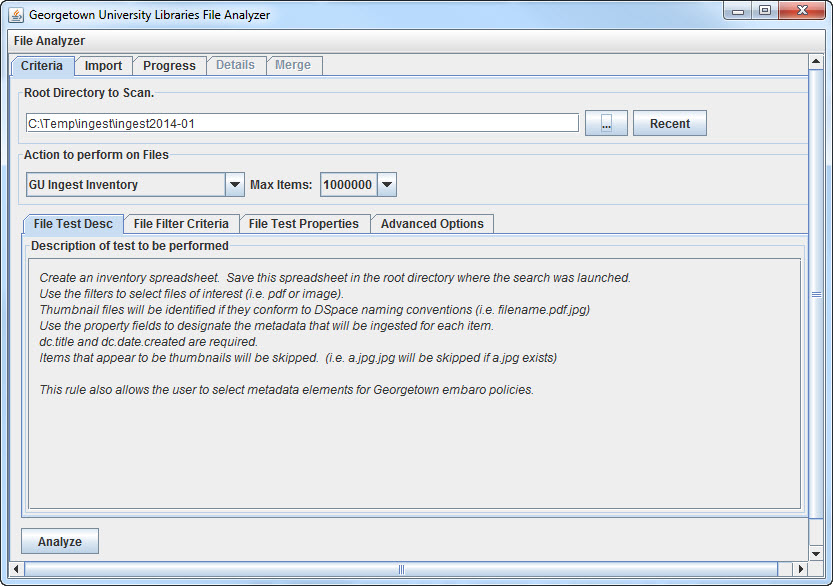 Georgetown University Libraries File Analyzer
File Analyzer
Criteria Import Progress Details Merge
Root Directory to Scan.
C:\Temp\ingest\ingest2014-01 ... Recent
Action to perform on Files
GU Ingest Inventory Max Items: 1000000
File Test Desc File Filter Criteria File Test Properties Advanced Options
Description of test to be performed
Create an inventory spreadsheet.  Save this spreadsheet in the root directory where the search was launched.
Use the filters to select files of interest (i.e. pdf or image).
Thumbnail files will be identified if they conform to DSpace naming conventions (i.e. filename.pdf.jpg)
Use the property fields to designate the metadata that will be ingested for each item.
dc.title and dc.date.created are required.
Items that appear to be thumbnails will be skipped.  (i.e. a.jpg.jpg will be skipped if a.jpg exists)
This rule also allows the user to select metadata elements for Georgetown embaro policies.
Analyze